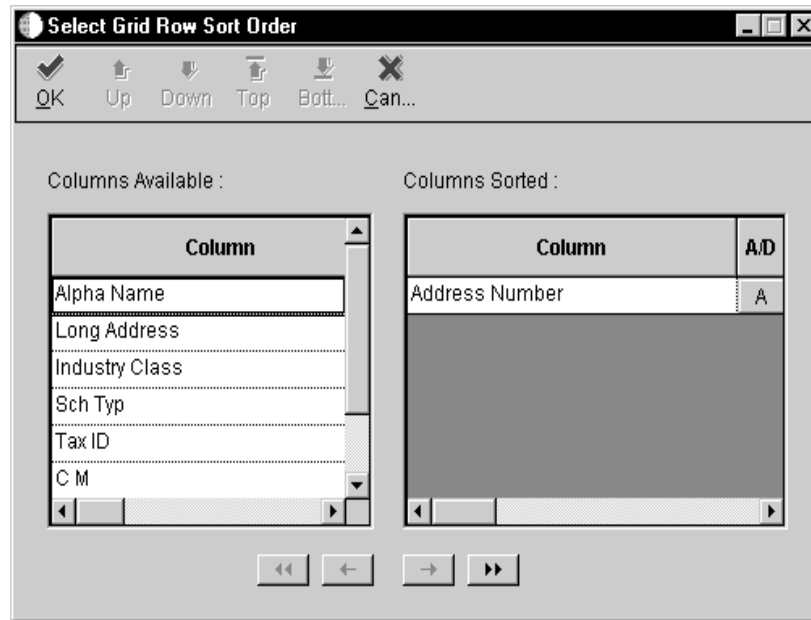 Select Grid Row Sort Order
OK Up Down Top Bott... Can...
Columns Available : Columns Sorted :
Column Column A/D
Alpha Name Address Number A
Long Address
Industry Class
Sch Typ
Tax ID
C M